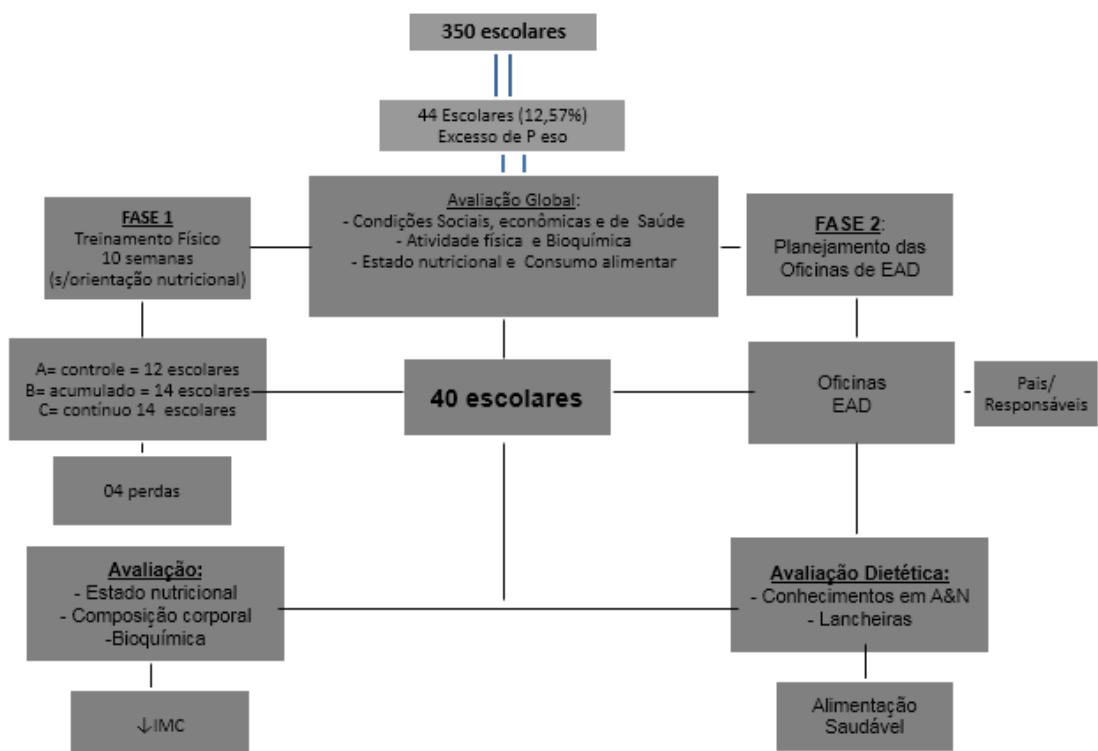 350 escolares
44 Escolares (12,57%)
Excesso de P eso
Avaliação Global:
- Condições Sociais, econômicas e de Saúde
- Atividade física e Bioquímica
- Estado nutricional e Consumo alimentar
FASE 1
Treinamento Físico
10 semanas
(s/orientação nutricional)
FASE 2:
Planejamento das
Oficinas de EAD
A= controle = 12 escolares
B= acumulado = 14 escolares
C= contínuo 14 escolares
40 escolares
Oficinas
EAD
Pais/
Responsáveis
04 perdas
Avaliação:
- Estado nutricional
- Composição corporal
-Bioquímica
Avaliação Dietética:
- Conhecimentos em A&N
- Lancheiras
↓IMC
Alimentação
Saudável